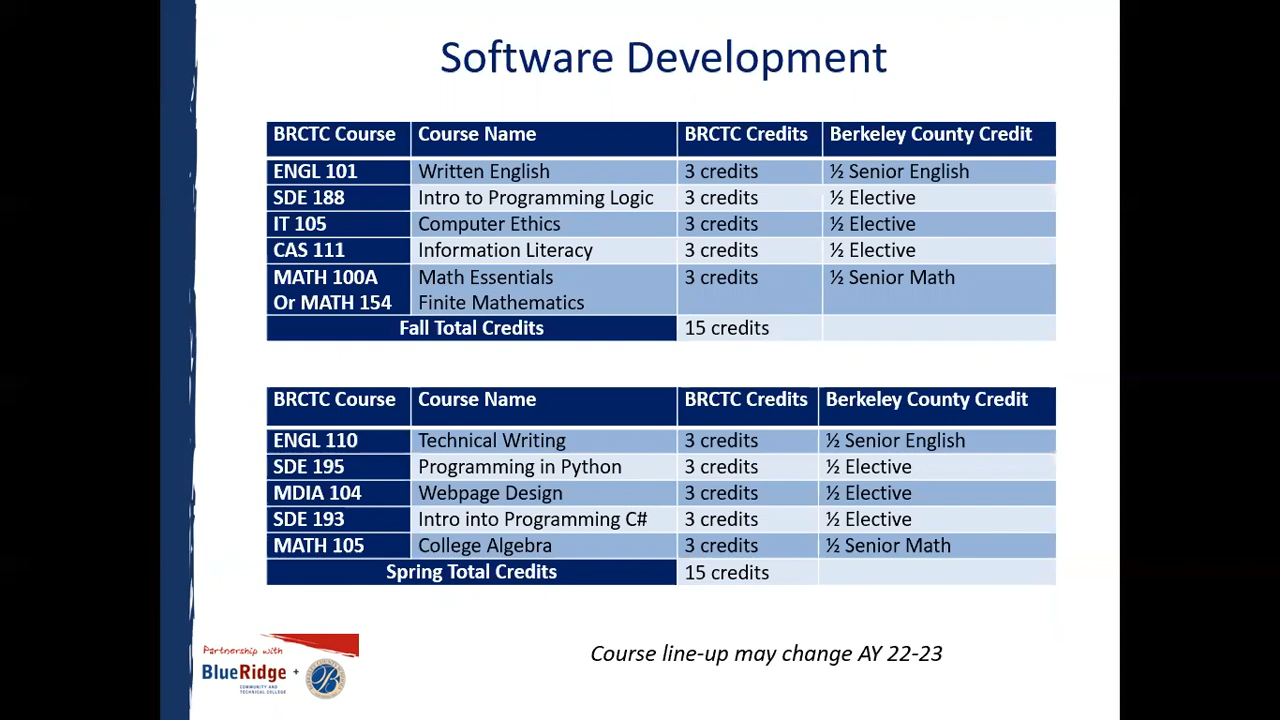 Software Development
BRCTC Course Course Name BRCTC Credits Berkeley County Credit
ENGL 101 Written English 3 credits ½ Senior English
SDE 188 Intro to Programming Logic 3 credits ½ Elective
IT 105 Computer Ethics 3 credits ½ Elective
CAS 111 Information Literacy 3 credits ½ Elective
MATH 100A Math Essentials 3 credits ½ Senior Math
Or MATH 154 Finite Mathematics
Fall Total Credits 15 credits
BRCTC Course Course Name BRCTC Credits Berkeley County Credit
ENGL 110 Technical Writing 3 credits ½ Senior English
SDE 195 Programming in Python 3 credits ½ Elective
MDIA 104 Webpage Design 3 credits ½ Elective
SDE 193 Intro into Programming C# 3 credits ½ Elective
MATH 105 College Algebra 3 credits ½ Senior Math
Spring Total Credits 15 credits
Partnership with
BlueRidge +
COMMUNITY AND
TECHNICAL COLLEGE
Course line-up may change AY 22-23